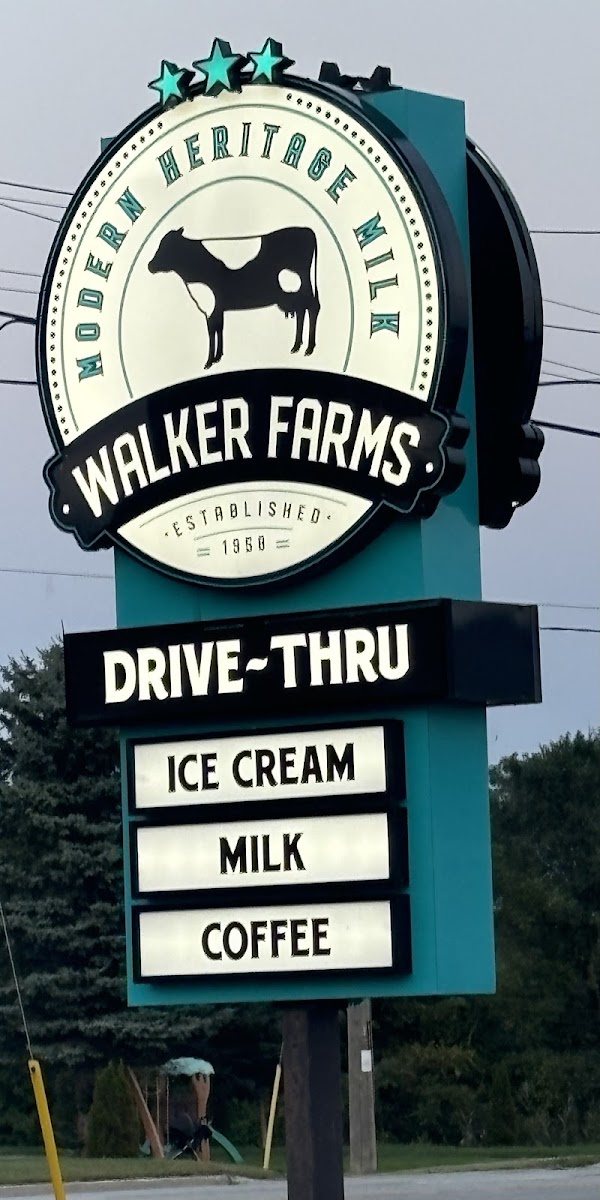 MODERN HERITAGE MILK
WALKER FARMS
ESTABLISHED
1950
DRIVE~THRU
ICE CREAM
MILK
COFFEE